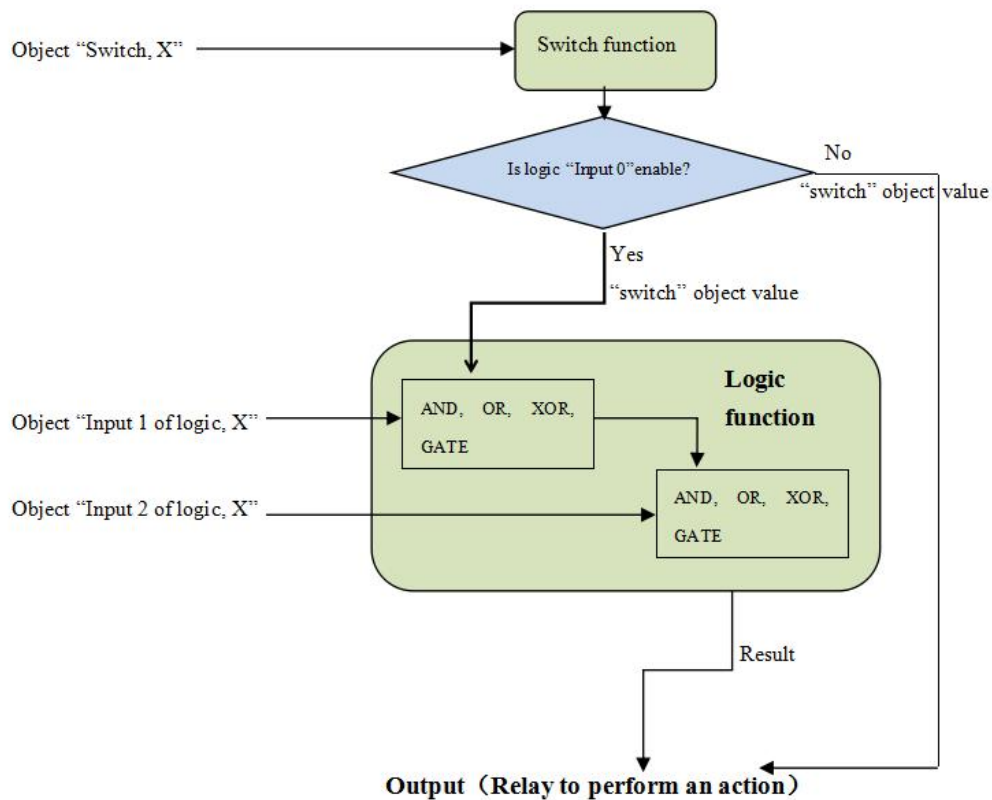 Object “Switch, X”
Switch function
Is logic “Input 0”enable?
No
“switch” object value
Yes
“switch” object value
Logic
function
Object “Input 1 of logic, X”
AND, OR, XOR,
GATE
Object “Input 2 of logic, X”
AND, OR, XOR,
GATE
Result
Output（Relay to perform an action）